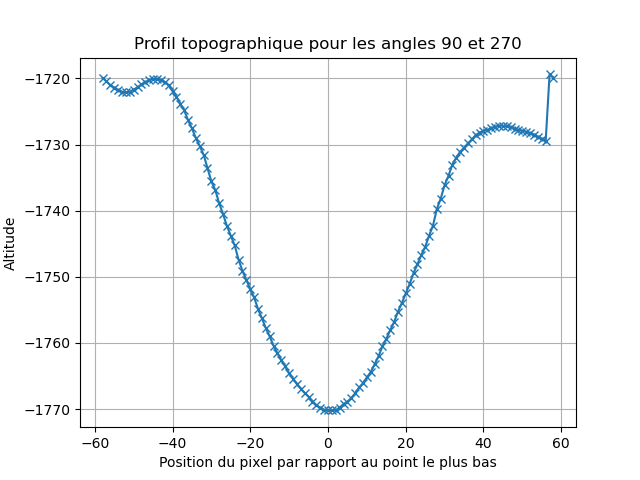 Profil topographique pour les angles 90 et 270
Altitude
−1720
−1730
−1740
−1750
−1760
−1770
−60 −40 −20 0 20 40 60
Position du pixel par rapport au point le plus bas